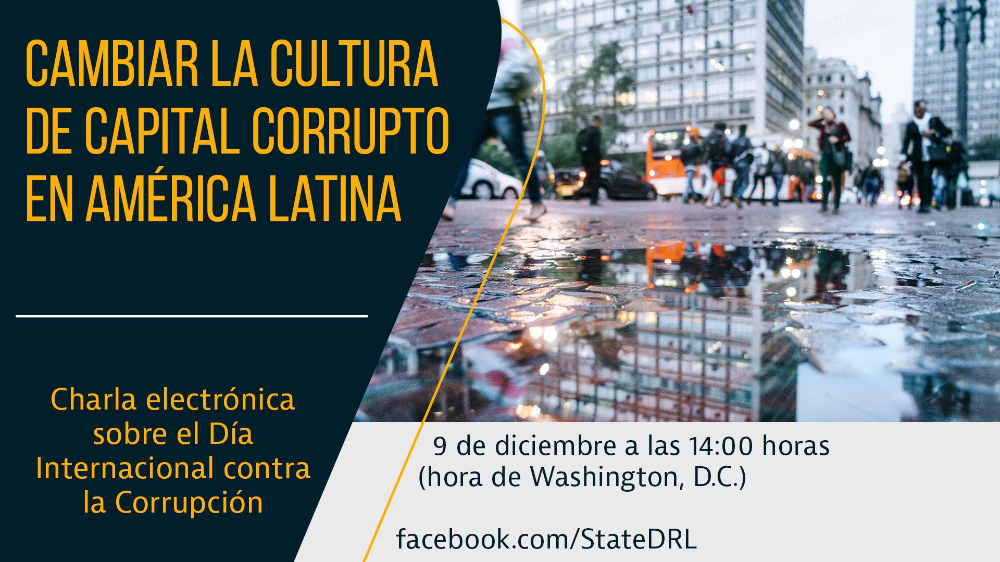 CAMBIAR LA CULTURA
DE CAPITAL CORRUPTO
EN AMÉRICA LATINA
Charla electrónica
sobre el Día
Internacional contra
la Corrupción
9 de diciembre a las 14:00 horas
(hora de Washington, D.C.)
facebook.com/StateDRL